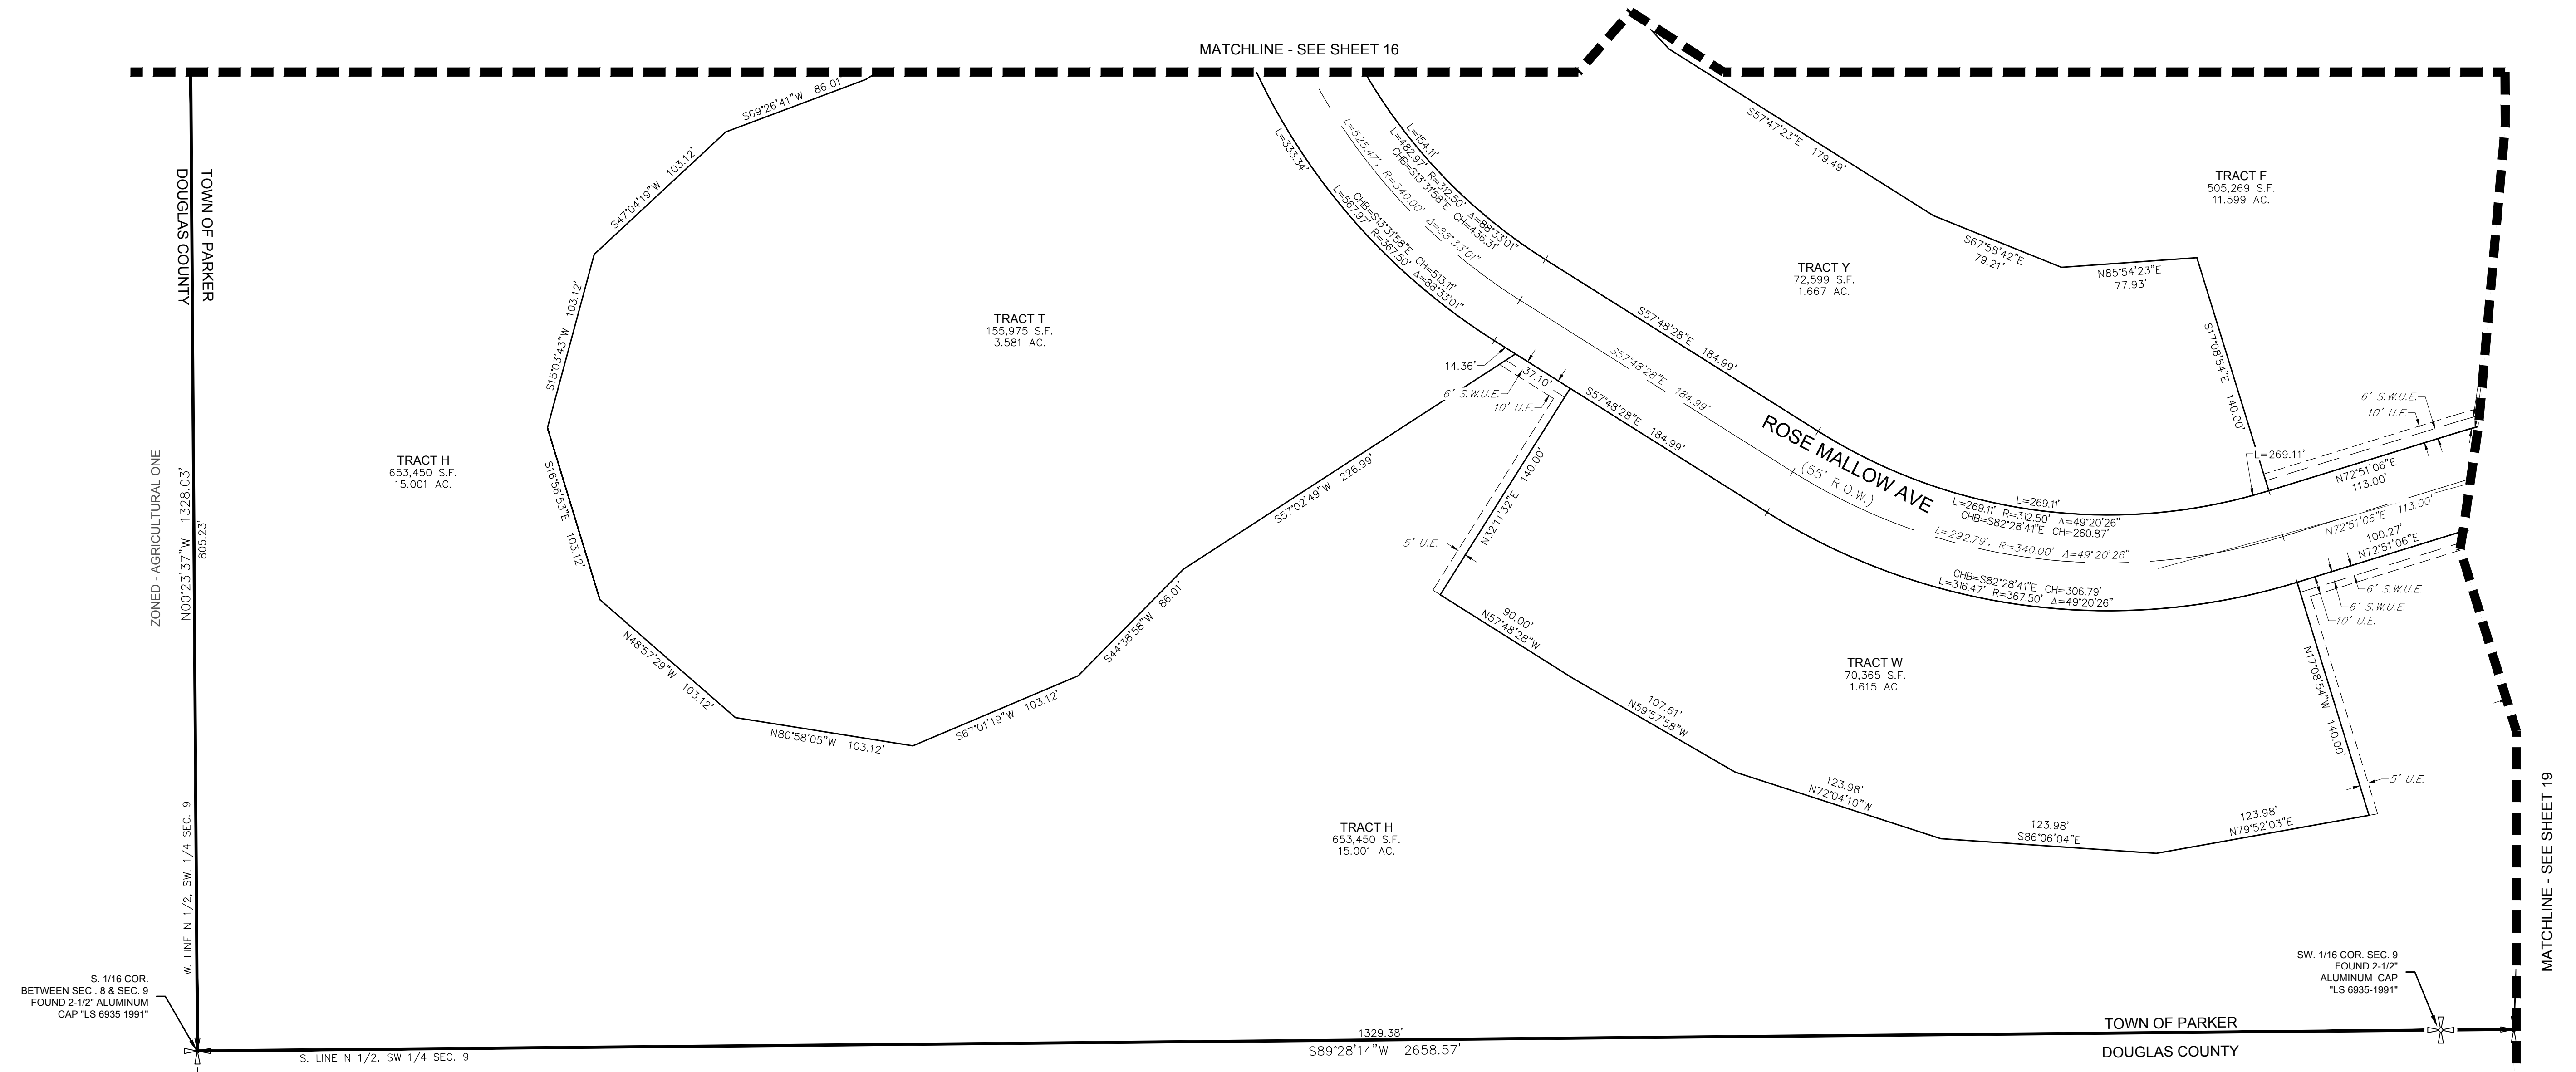 MATCHLINE - SEE SHEET 16
S69°26'41"W 86.01
S47°04'19"W 103.12'
S15°03'43"W 103.12'
S16°56'53"E 103.12'
N48°57'29"W 103.12'
N80°58'05"W 103.12'
S67°01'19"W 103.12'
S44°38'58"W 86.01'
S57°02'49"W 226.99'
TOWN OF PARKER
DOUGLAS COUNTY
ZONED - AGRICULTURAL ONE
N00°23'37"W 1328.03'
805.23'
W. LINE N 1/2, SW. 1/4 SEC. 9
TRACT H
653,450 S.F.
15.001 AC.
TRACT T
155,975 S.F.
3.581 AC.
L=333.34'
CHB=S13°31'58"E CH=513.11'
L=567.97' R=367.50' Δ=88°33'01"
L=525.47', R=340.00' Δ=88°33'01"
L=154.11'
L=482.97' R=312.50' Δ=88°33'01"
CHB=S13°31'58"E CH=436.31'
S57°47'23"E 179.49'
S67°58'42"E
79.21'
N85°54'23"E
77.93'
S17°08'54"E 140.00'
TRACT F
505,269 S.F.
11.599 AC.
TRACT Y
72,599 S.F.
1.667 AC.
S57°48'28"E 184.99'
S57°48'28"E 184.99'
S57°48'28"E 184.99'
ROSE MALLOW AVE
(55' R.O.W.)
14.36'
37.10'
6' S.W.U.E.
10' U.E.
5' U.E.
N32°11'32"E 140.00'
6' S.W.U.E.
10' U.E.
L=269.11'
N72°51'06"E
113.00'
L=269.11'
L=269.11' R=312.50' Δ=49°20'26"
CHB=S82°28'41"E CH=260.87'
L=292.79', R=340.00' Δ=49°20'26"
N72°51'06"E 113.00'
100.27'
N72°51'06"E
CHB=S82°28'41"E CH=306.79'
L=316.47' R=367.50' Δ=49°20'26"
6' S.W.U.E.
6' S.W.U.E.
10' U.E.
N17°08'54"W 140.00'
5' U.E.
TRACT W
70,365 S.F.
1.615 AC.
90.00'
N57°48'28"W
107.61'
N59°57'58"W
123.98'
N72°04'10"W
123.98'
S86°06'04"E
123.98'
N79°52'03"E
TRACT H
653,450 S.F.
15.001 AC.
MATCHLINE - SEE SHEET 19
S. 1/16 COR.
BETWEEN SEC . 8 & SEC. 9
FOUND 2-1/2" ALUMINUM
CAP "LS 6935 1991"
SW. 1/16 COR. SEC. 9
FOUND 2-1/2"
ALUMINUM CAP
"LS 6935-1991"
S. LINE N 1/2, SW 1/4 SEC. 9
1329.38'
S89°28'14"W 2658.57'
TOWN OF PARKER
DOUGLAS COUNTY